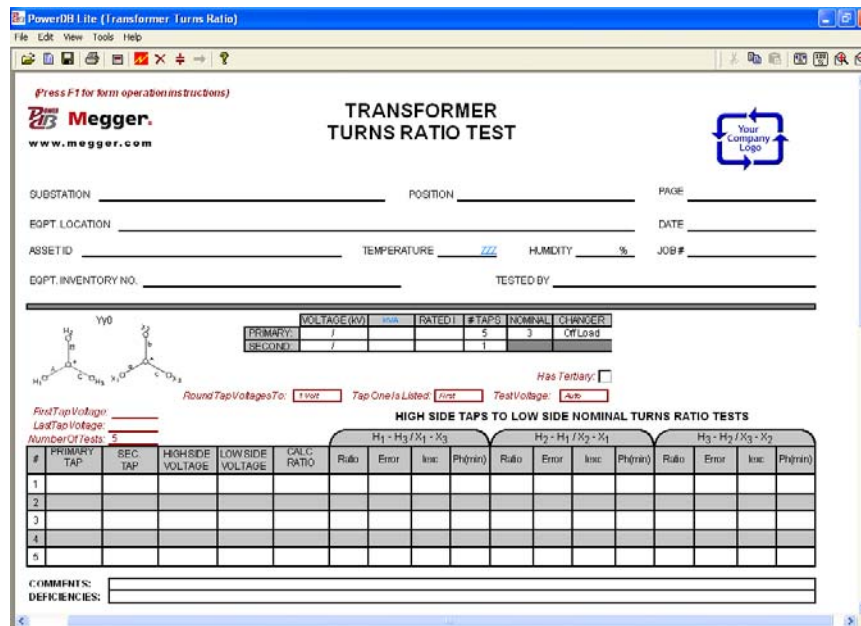 PowerDB Lite (Transformer Turns Ratio)
File Edit View Tools Help
(Press F1 for form operation instructions)
POWER DB Megger.
www.megger.com
TRANSFORMER
TURNS RATIO TEST
Your
Company
Logo
SUBSTATION POSITION PAGE
EQPT. LOCATION DATE
ASSET ID TEMPERATURE ZZZ HUMIDITY % JOB #
EQPT. INVENTORY NO. TESTED BY
Yy0
VOLTAGE (kV) kVA RATED I # TAPS NOMINAL CHANGER
PRIMARY: / 5 3 Off Load
SECOND: / 1
Has Tertiary:
Round Tap Voltages To: 1 Volt Tap One Is Listed: First Test Voltage: Auto
First Tap Voltage:
Last Tap Voltage:
Number Of Tests: 5
HIGH SIDE TAPS TO LOW SIDE NOMINAL TURNS RATIO TESTS
H1 - H3 / X1 - X3 H2 - H1 / X2 - X1 H3 - H2 / X3 - X2
# PRIMARY TAP SEC. TAP HIGH SIDE VOLTAGE LOW SIDE VOLTAGE CALC RATIO Ratio Error Iexc Ph(min) Ratio Error Iexc Ph(min) Ratio Error Iexc Ph(min)
1
2
3
4
5
COMMENTS:
DEFICIENCIES: